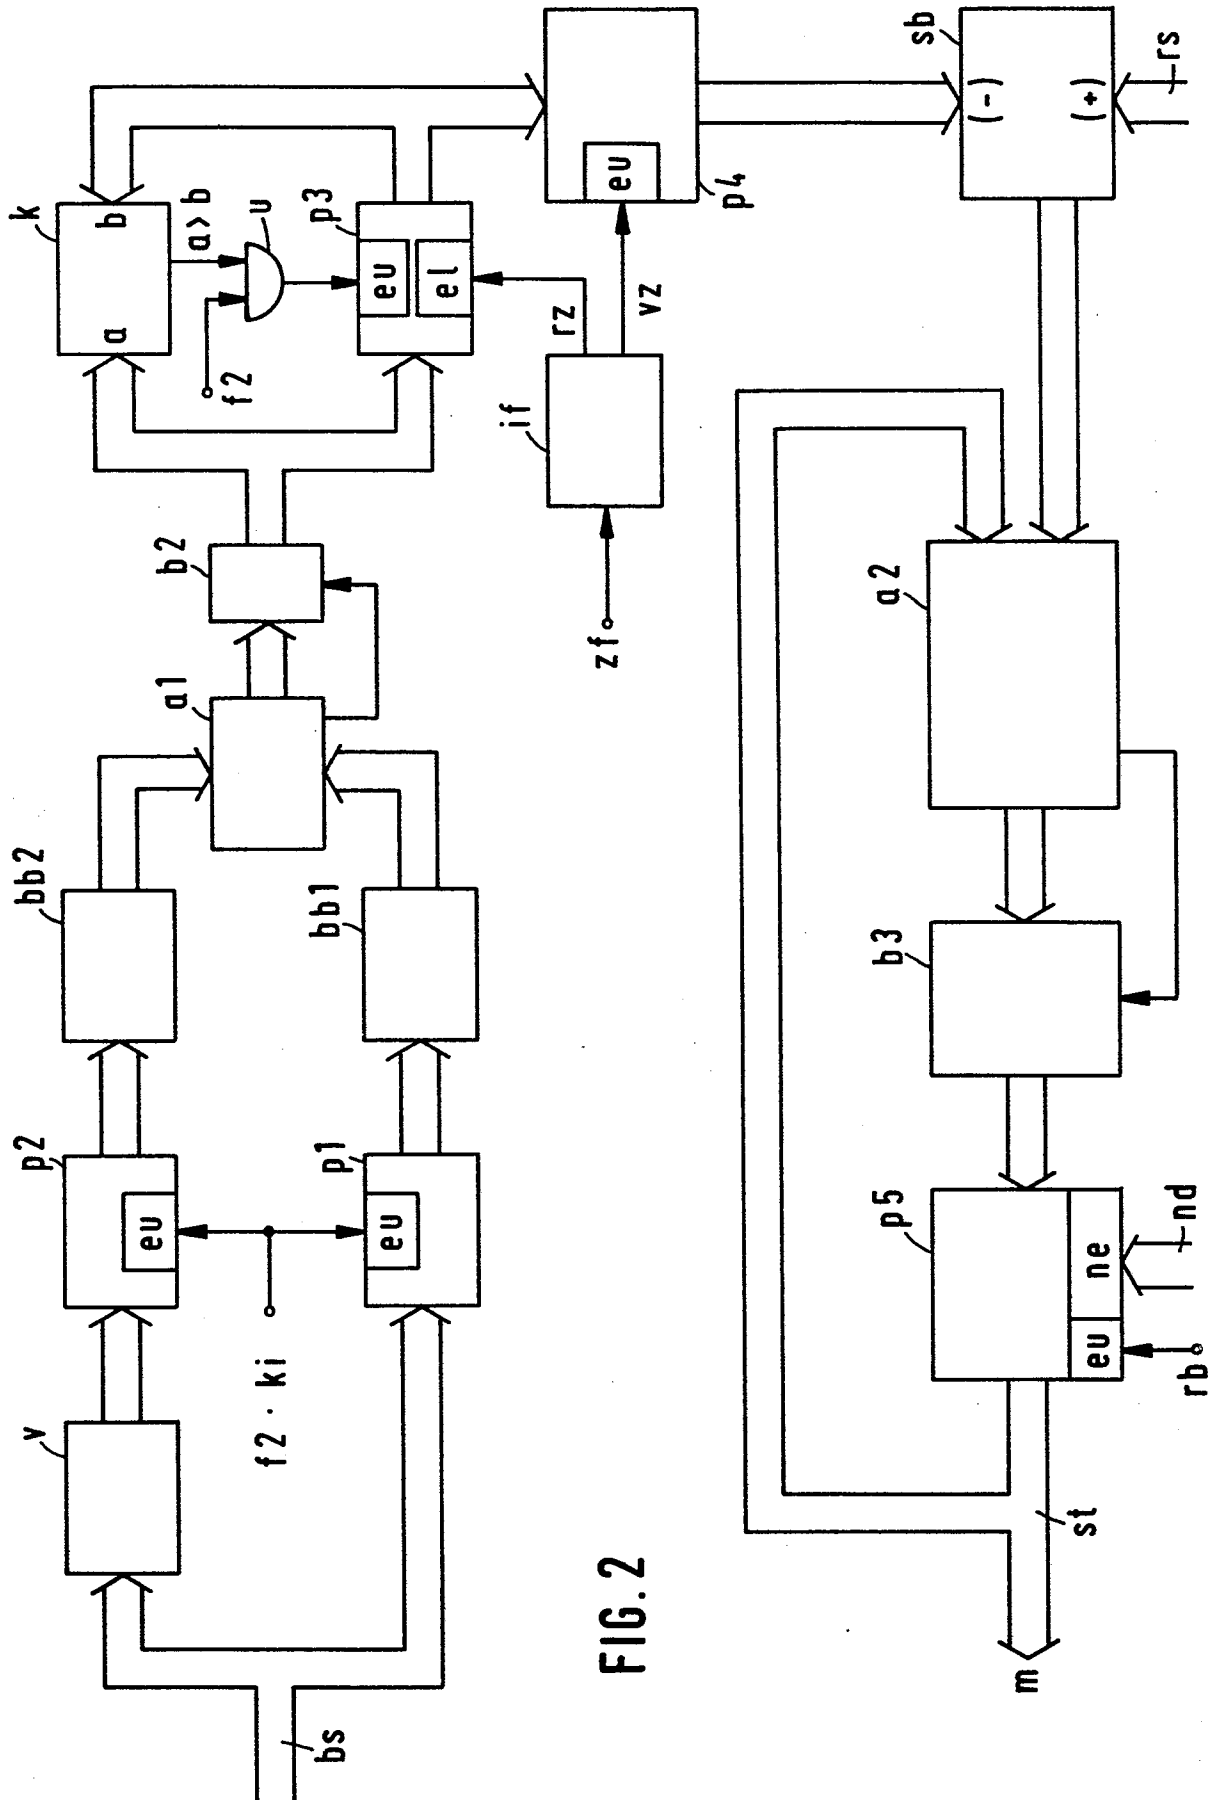 bs
v
p2
eu
bb2
f2 · ki
p1
eu
bb1
a1
b2
k
a
b
a > b
u
f2
p3
eu
el
zf
if
rz
vz
eu
p4
sb
(-)
(+)
rs
a2
b3
p5
eu
ne
rb
nd
st
m
FIG. 2